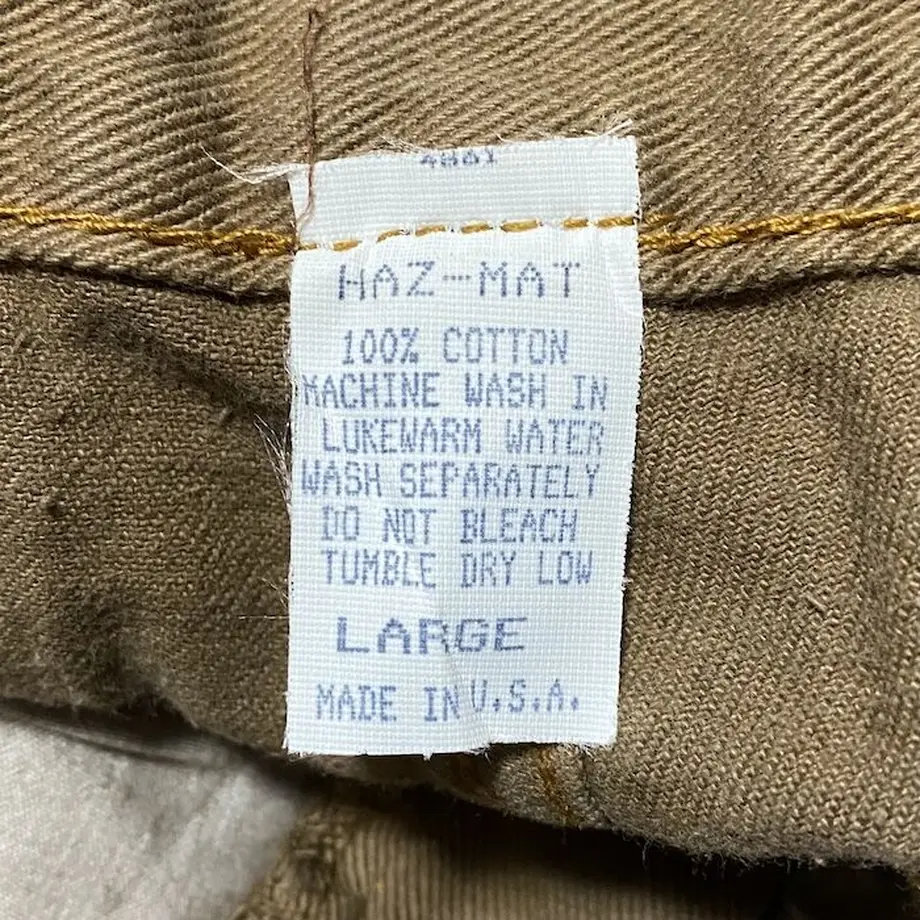 HAZ-MAT
100% COTTON
MACHINE WASH IN
LUKEWARM WATER
WASH SEPARATELY
DO NOT BLEACH
TUMBLE DRY LOW
LARGE
MADE IN U.S.A.